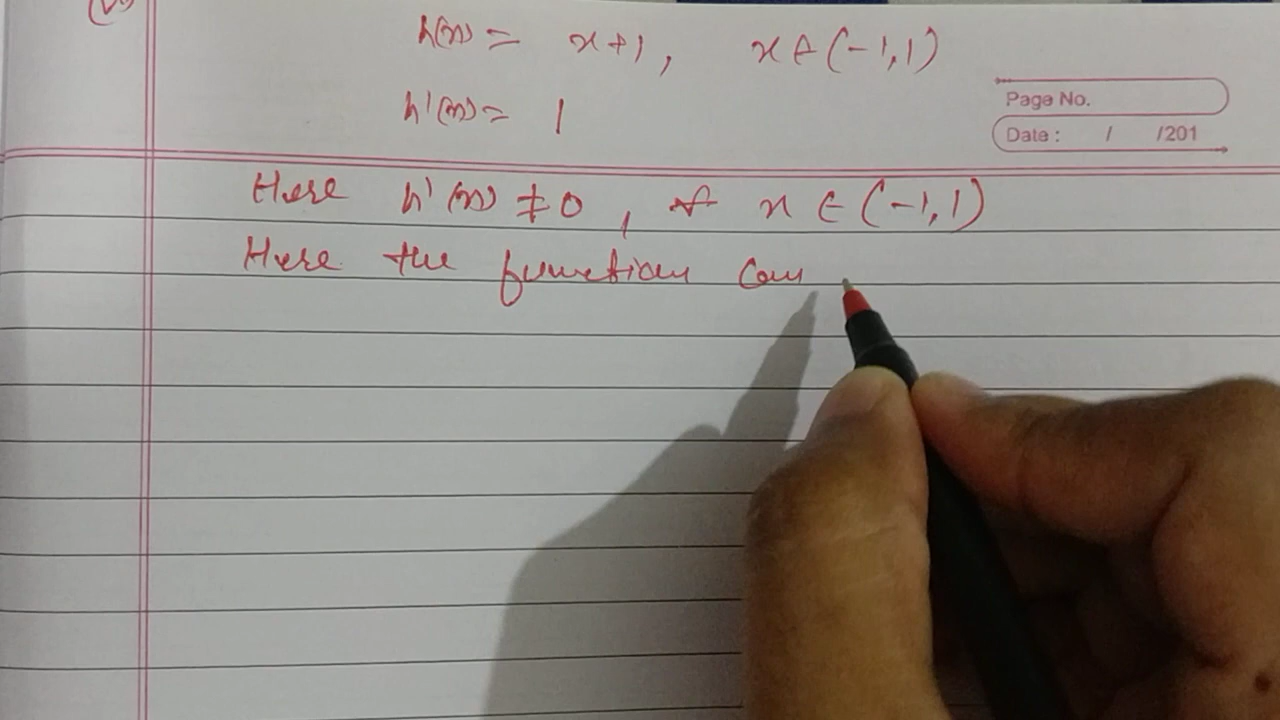 h(x) = x+1, x ∈ (-1,1)
h'(x) = 1
Page No.
Date : / /201
Here h'(x) ≠ 0, x ∈ (-1,1)
Here the function can